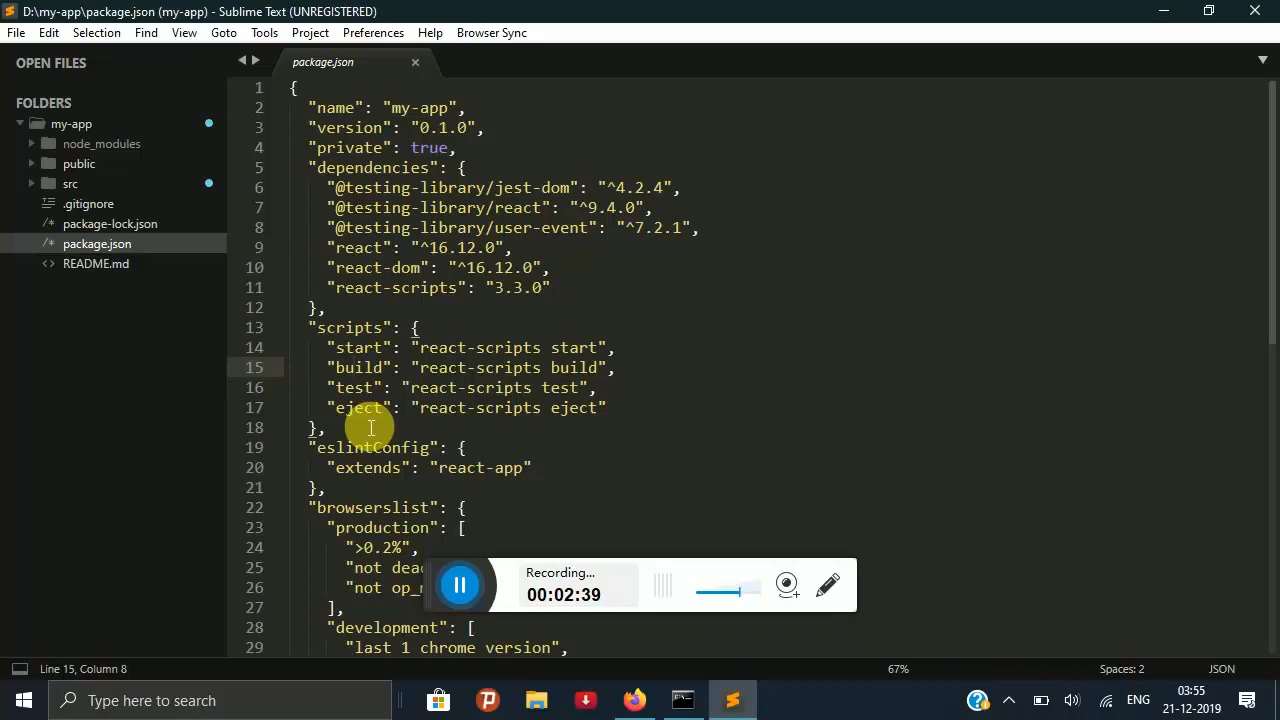 D:\my-app\package.json (my-app) - Sublime Text (UNREGISTERED)
File Edit Selection Find View Goto Tools Project Preferences Help Browser Sync
OPEN FILES
FOLDERS
my-app
node_modules
public
src
.gitignore
/* package-lock.json
/* package.json
<> README.md
package.json
1 {
2 "name": "my-app",
3 "version": "0.1.0",
4 "private": true,
5 "dependencies": {
6 "@testing-library/jest-dom": "^4.2.4",
7 "@testing-library/react": "^9.4.0",
8 "@testing-library/user-event": "^7.2.1",
9 "react": "^16.12.0",
10 "react-dom": "^16.12.0",
11 "react-scripts": "3.3.0"
12 },
13 "scripts": {
14 "start": "react-scripts start",
15 "build": "react-scripts build",
16 "test": "react-scripts test",
17 "eject": "react-scripts eject"
18 },
19 "eslintConfig": {
20 "extends": "react-app"
21 },
22 "browserslist": {
23 "production": [
24 ">0.2%",
25 "not
26 "not
27 ],
28 "development": [
29 "last 1 chrome version",
Recording...
00:02:39
Line 15, Column 8
67%
Spaces: 2
JSON
Type here to search
ENG
03:55
21-12-2019